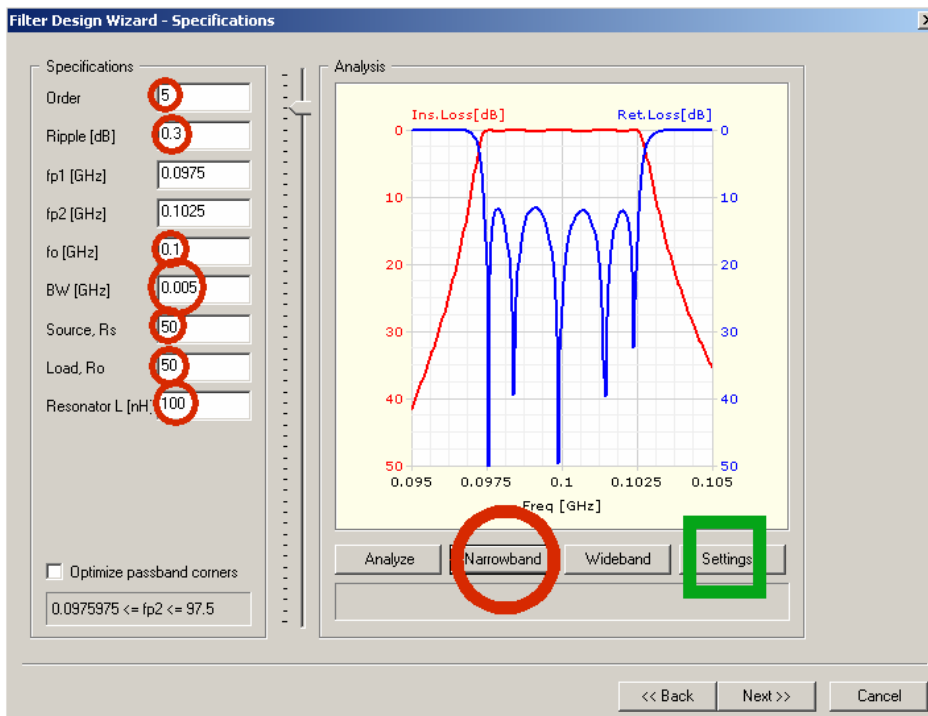 Filter Design Wizard - Specifications
Specifications
Order 5
Ripple [dB] 0.3
fp1 [GHz] 0.0975
fp2 [GHz] 0.1025
fo [GHz] 0.1
BW [GHz] 0.005
Source, Rs 50
Load, Ro 50
Resonator L [nH] 100
Optimize passband corners
0.0975975 <= fp2 <= 97.5
Analysis
Ins.Loss[dB] Ret.Loss[dB]
0 0
10 10
20 20
30 30
40 40
50 50
0.095 0.0975 0.1 0.1025 0.105
Freq [GHz]
Analyze Narrowband Wideband Settings
<< Back Next >> Cancel